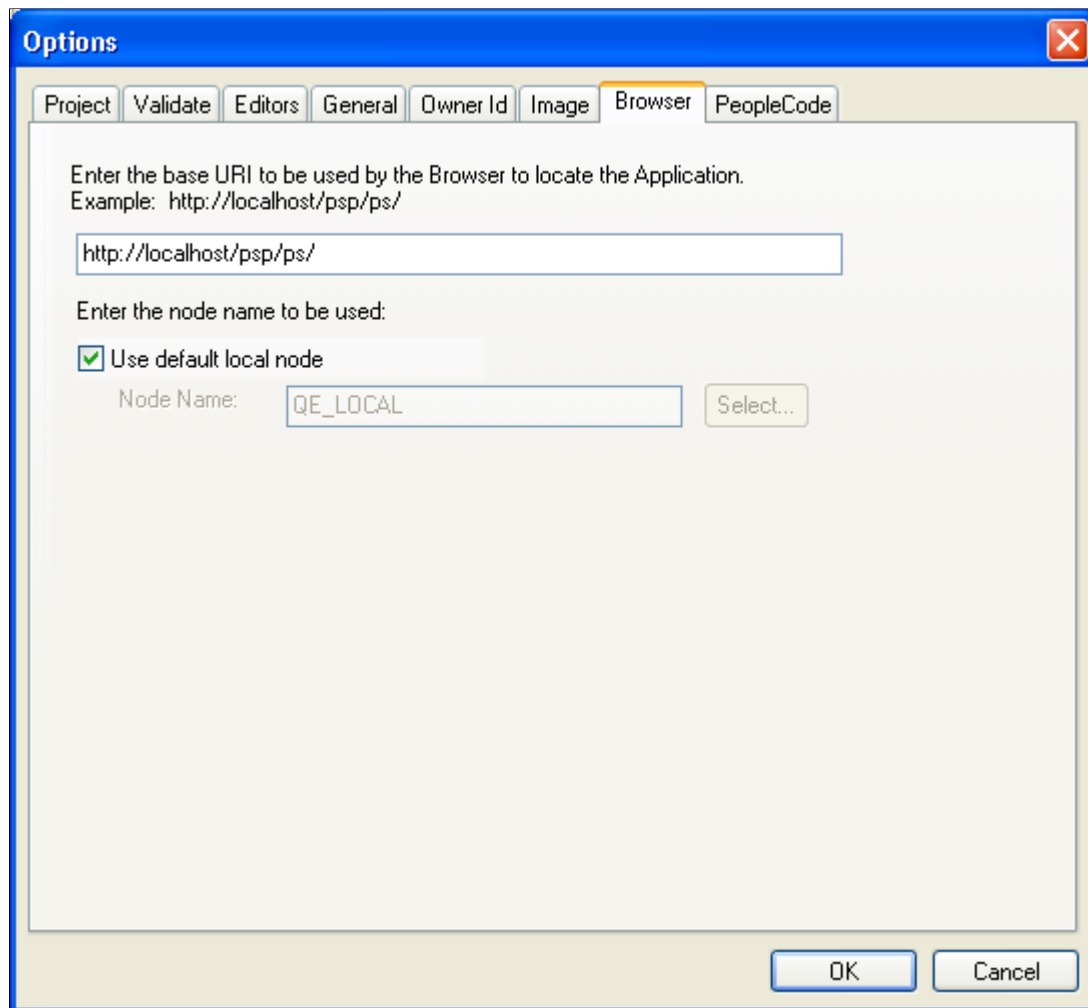 Options
Project Validate Editors General Owner Id Image Browser PeopleCode
Enter the base URI to be used by the Browser to locate the Application.
Example: http://localhost/psp/ps/
http://localhost/psp/ps/
Enter the node name to be used:
Use default local node
Node Name: QE_LOCAL Select...
OK Cancel